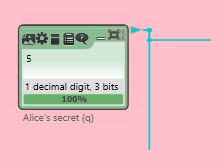 5
1 decimal digit, 3 bits
100%
Alice's secret (q)